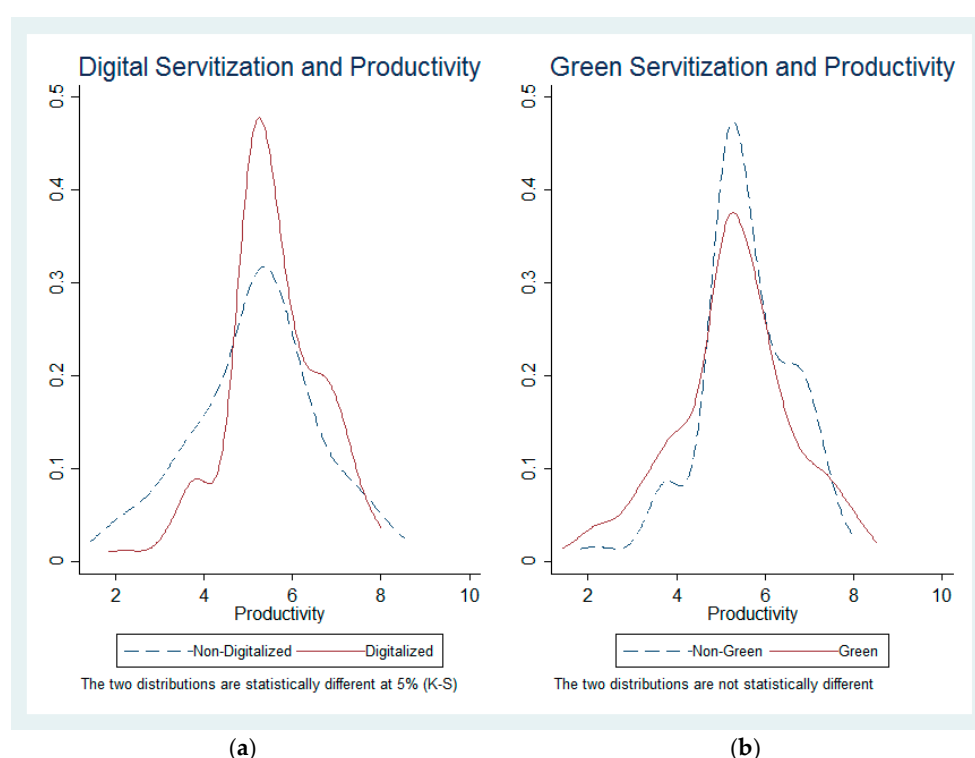 Digital Servitization and Productivity
0.5
0.4
0.3
0.2
0.1
0
2 4 6 8 10
Productivity
Non-Digitalized Digitalized
The two distributions are statistically different at 5% (K-S)
(a)
Green Servitization and Productivity
0.5
0.4
0.3
0.2
0.1
0
2 4 6 8 10
Productivity
Non-Green Green
The two distributions are not statistically different
(b)